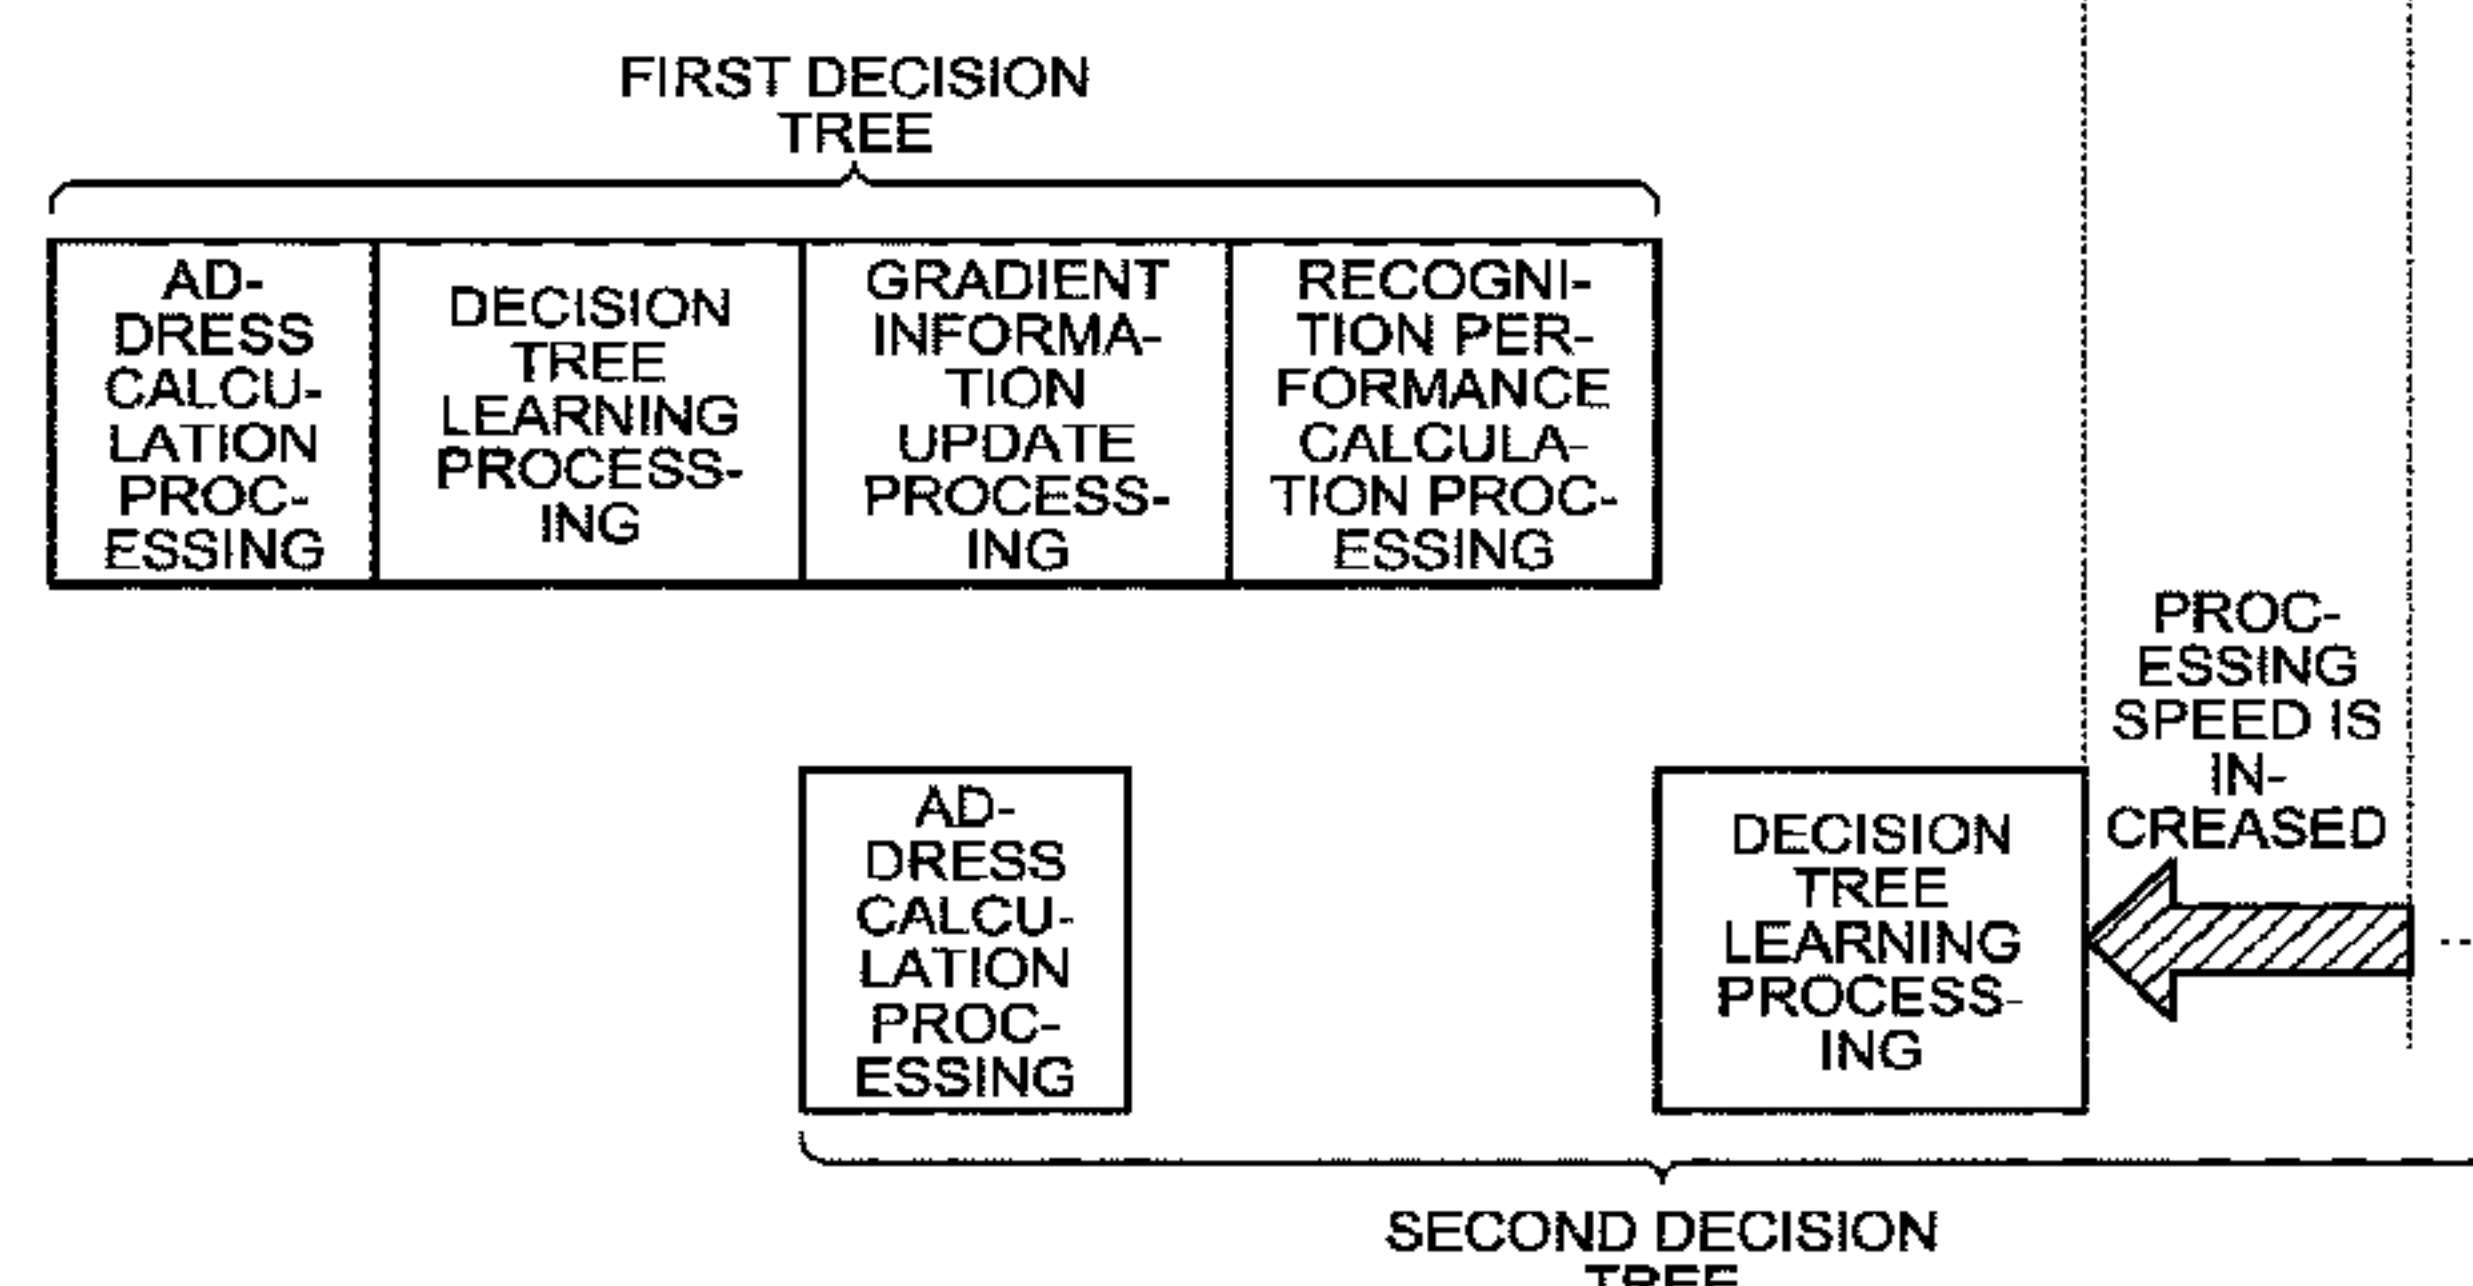 FIRST DECISION
TREE
AD-
DRESS
CALCU-
LATION
PROC-
ESSING
DECISION
TREE
LEARNING
PROCESS-
ING
GRADIENT
INFORMA-
TION
UPDATE
PROCESS-
ING
RECOGNI-
TION PER-
FORMANCE
CALCULA-
TION PROC-
ESSING
PROC-
ESSING
SPEED IS
IN-
CREASED
AD-
DRESS
CALCU-
LATION
PROC-
ESSING
DECISION
TREE
LEARNING
PROCESS-
ING
SECOND DECISION
TREE